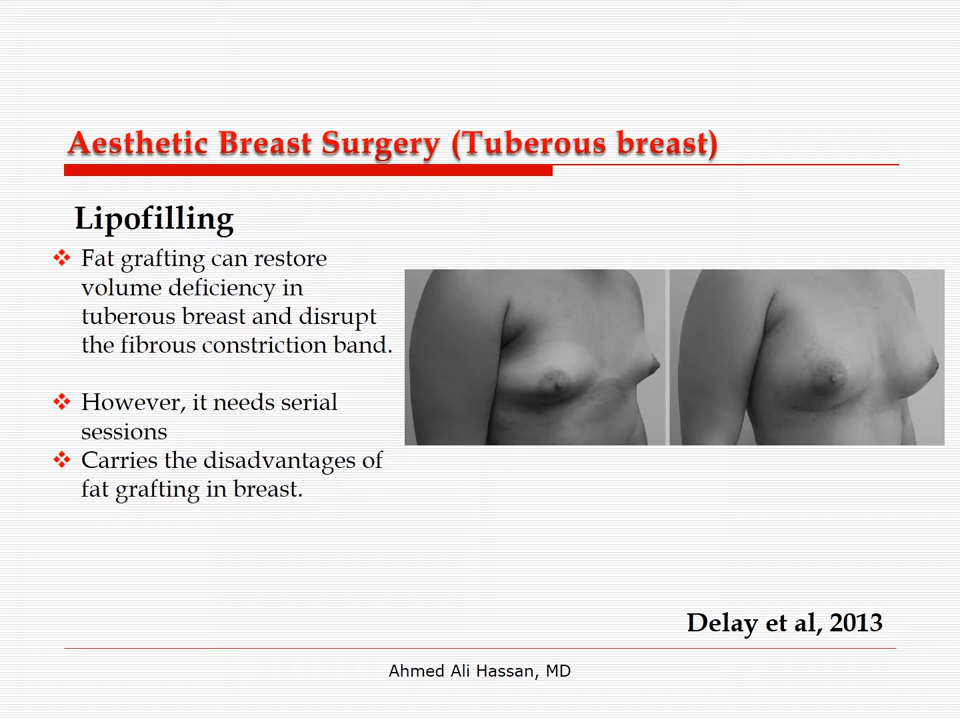 Aesthetic Breast Surgery (Tuberous breast)
Lipofilling
❖ Fat grafting can restore
volume deficiency in
tuberous breast and disrupt
the fibrous constriction band.
❖ However, it needs serial
sessions
❖ Carries the disadvantages of
fat grafting in breast.
Delay et al, 2013
Ahmed Ali Hassan, MD